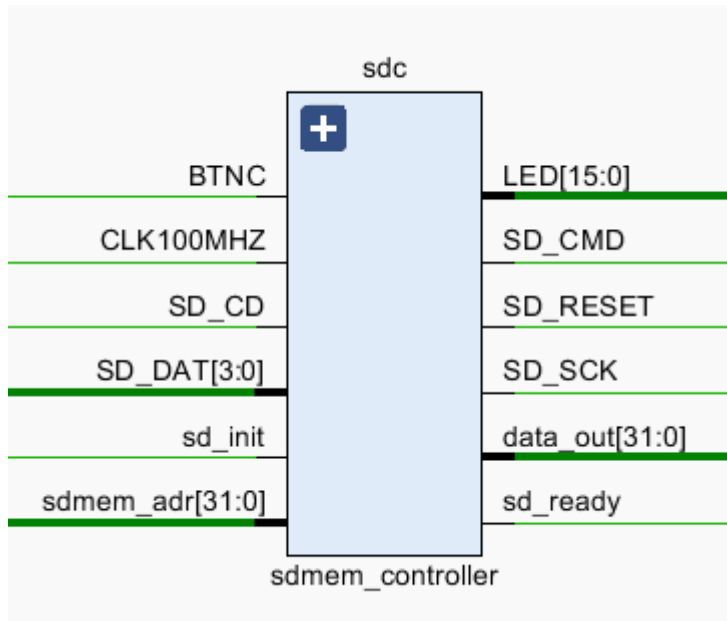 sdc
BTNC
LED[15:0]
CLK100MHZ
SD_CMD
SD_CD
SD_RESET
SD_DAT[3:0]
SD_SCK
sd_init
data_out[31:0]
sdmem_adr[31:0]
sd_ready
sdmem_controller